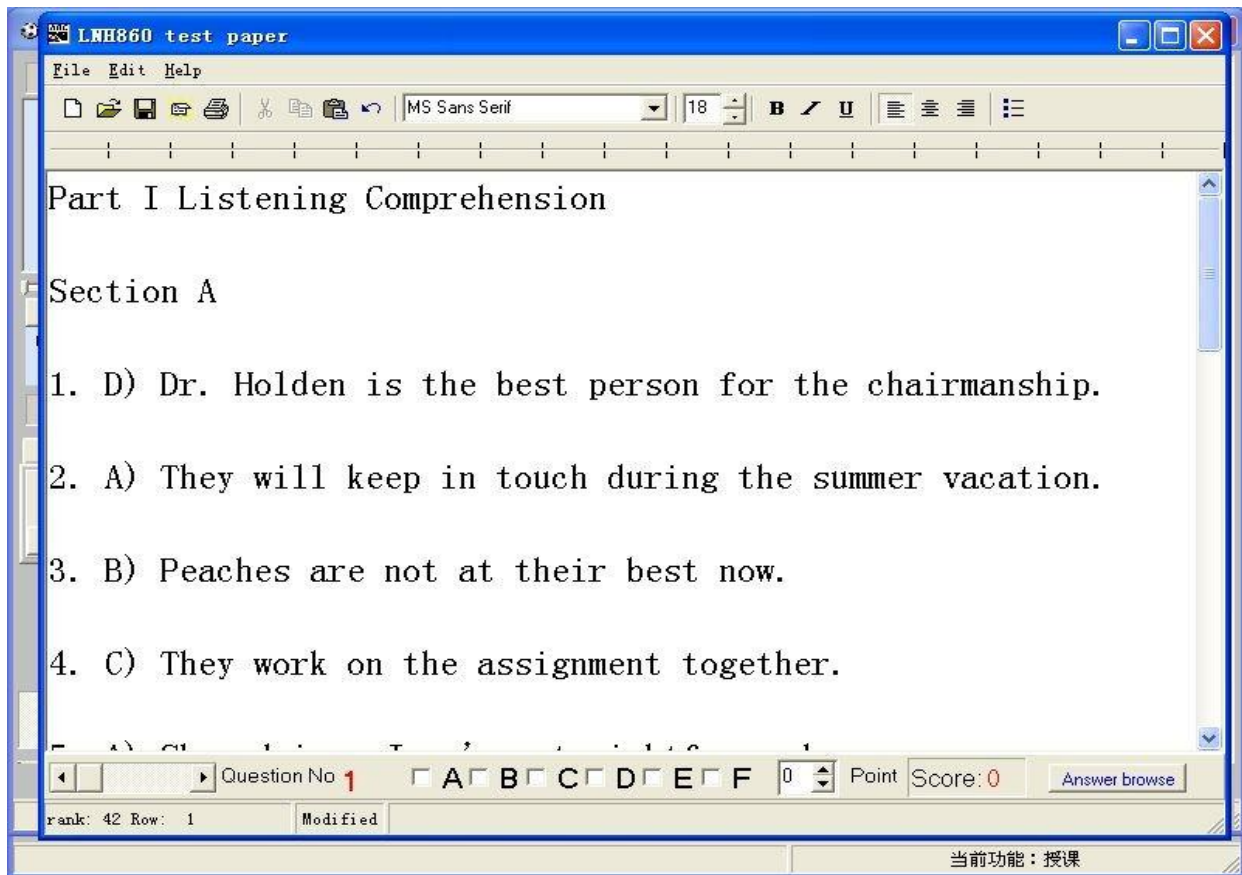 LNH860 test paper
File Edit Help
MS Sans Serif 18 B I U
Part I Listening Comprehension
Section A
1. D) Dr. Holden is the best person for the chairmanship.
2. A) They will keep in touch during the summer vacation.
3. B) Peaches are not at their best now.
4. C) They work on the assignment together.
Question No 1 A B C D E F 0 Point Score: 0 Answer browse
rank: 42 Row: 1 Modified
当前功能：授课